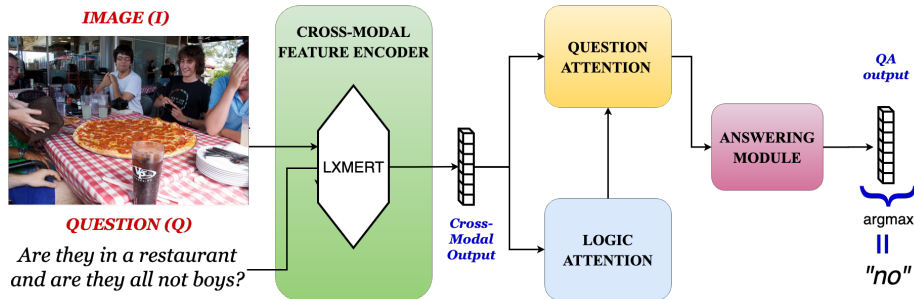 IMAGE (I)
QUESTION (Q)
Are they in a restaurant
and are they all not boys?
CROSS-MODAL
FEATURE ENCODER
LXMERT
Cross-
Modal
Output
QUESTION
ATTENTION
LOGIC
ATTENTION
ANSWERING
MODULE
QA
output
argmax
"no"